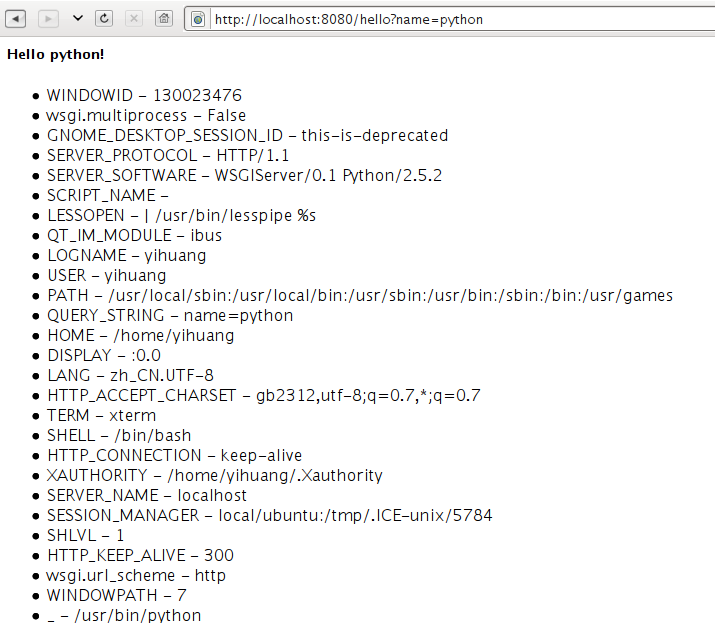 http://localhost:8080/hello?name=python
Hello python!
• WINDOWID - 130023476
• wsgi.multiprocess - False
• GNOME_DESKTOP_SESSION_ID - this-is-deprecated
• SERVER_PROTOCOL - HTTP/1.1
• SERVER_SOFTWARE - WSGIServer/0.1 Python/2.5.2
• SCRIPT_NAME -
• LESSOPEN - | /usr/bin/lesspipe %s
• QT_IM_MODULE - ibus
• LOGNAME - yihuang
• USER - yihuang
• PATH - /usr/local/sbin:/usr/local/bin:/usr/sbin:/usr/bin:/sbin:/bin:/usr/games
• QUERY_STRING - name=python
• HOME - /home/yihuang
• DISPLAY - :0.0
• LANG - zh_CN.UTF-8
• HTTP_ACCEPT_CHARSET - gb2312,utf-8;q=0.7,*;q=0.7
• TERM - xterm
• SHELL - /bin/bash
• HTTP_CONNECTION - keep-alive
• XAUTHORITY - /home/yihuang/.Xauthority
• SERVER_NAME - localhost
• SESSION_MANAGER - local/ubuntu:/tmp/.ICE-unix/5784
• SHLVL - 1
• HTTP_KEEP_ALIVE - 300
• wsgi.url_scheme - http
• WINDOWPATH - 7
• _ - /usr/bin/python